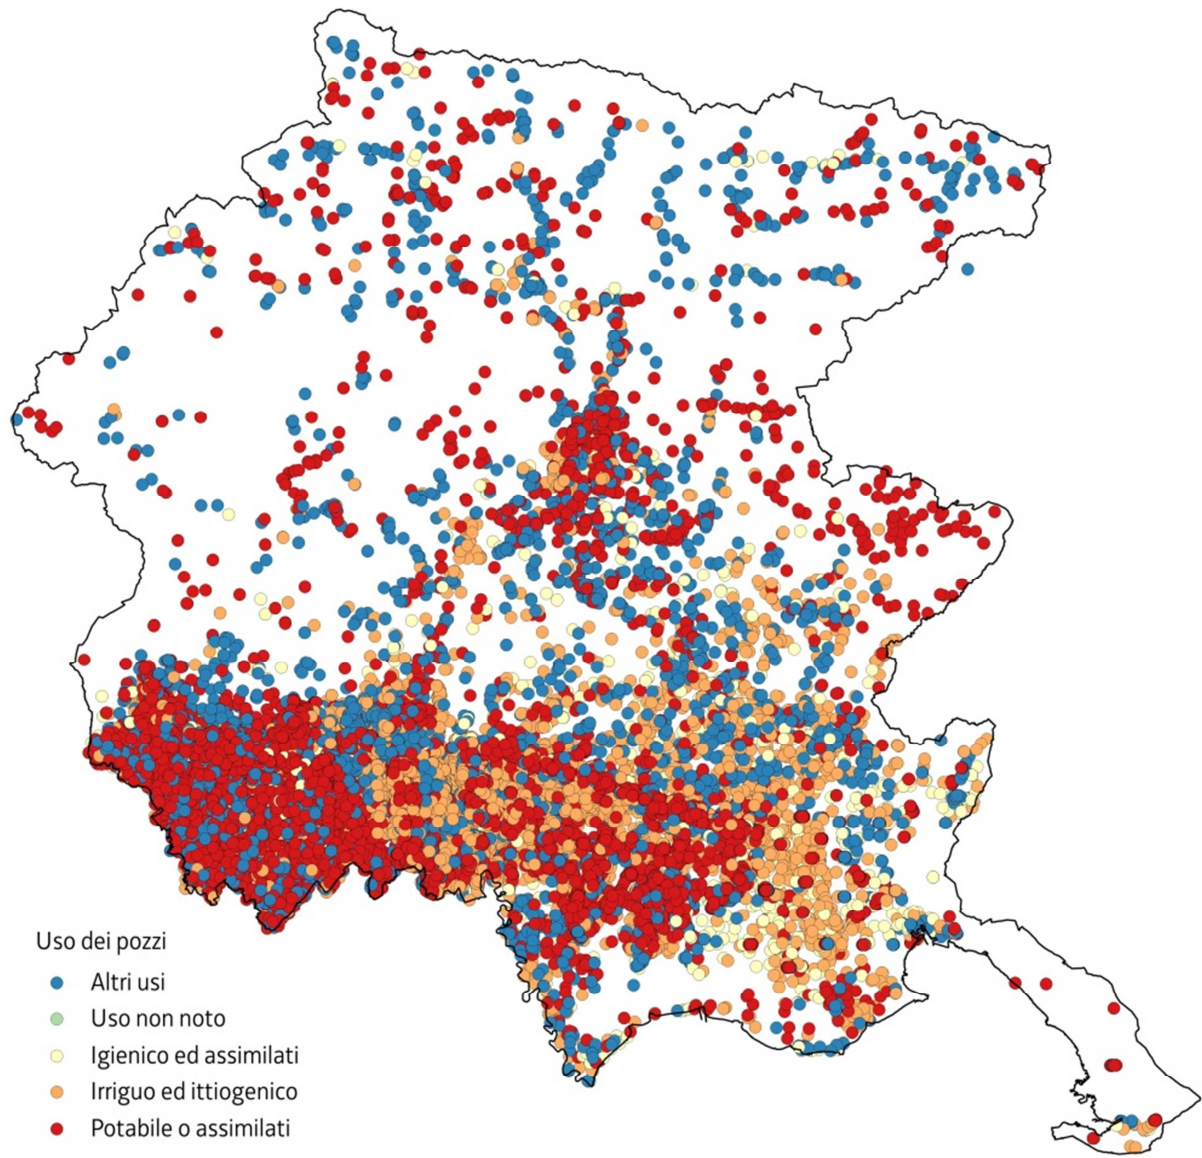 Uso dei pozzi
Altri usi
Uso non noto
Igienico ed assimilati
Irriguo ed ittiogenico
Potabile o assimilati